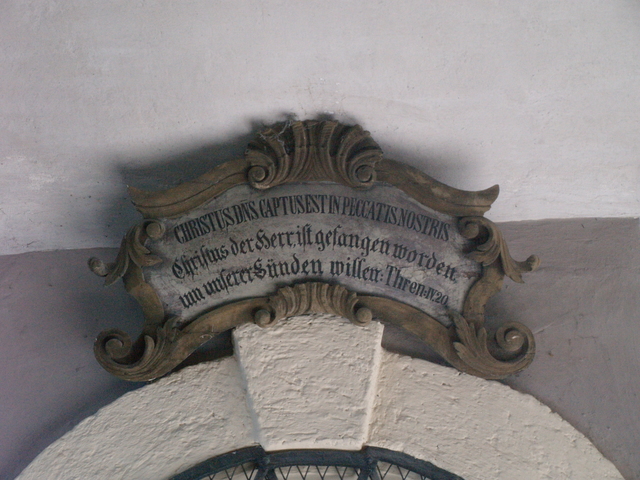 CHRISTUS DNS. CAPTUS EST IN PECCATIS NOSTRIS
Christus der Herr, ist gefangen worden
um unserer Sünden willen: Thren. IV. 20.